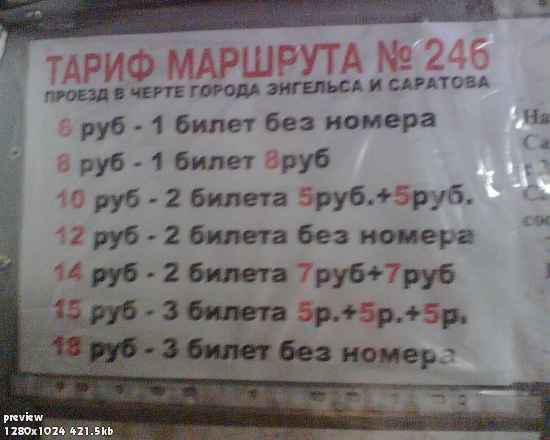 ТАРИФ МАРШРУТА № 246
ПРОЕЗД В ЧЕРТЕ ГОРОДА ЭНГЕЛЬСА И САРАТОВА
6 руб - 1 билет без номера
8 руб - 1 билет 8руб
10 руб - 2 билета 5руб.+5руб.
12 руб - 2 билета без номера
14 руб - 2 билета 7руб+7руб
15 руб - 3 билета 5р.+5р.+5р.
18 руб - 3 билет без номера
preview
1280x1024 421.5kb